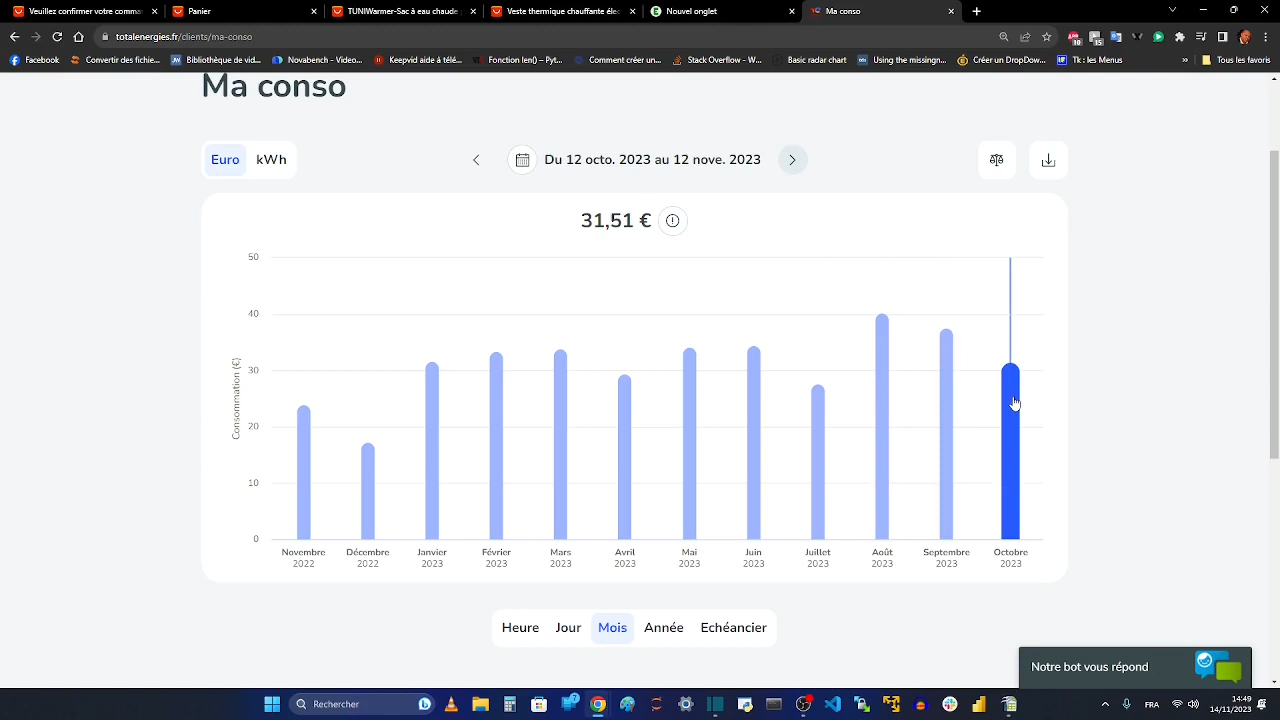 Veuillez confirmer votre comma
Panier
TUNIWarmer-Sac à eau chaude
Veste thermique chauffante élec
Nouvel onglet
Ma conso
totalenergies.fr/clients/ma-conso
Facebook
Convertir des fichie...
Bibliothèque de vid...
Novabench - Video...
Keepvid aide à télé...
Fonction len() – Pyt...
Comment créer un...
Stack Overflow - W...
Basic radar chart
Using the missingn...
Créer un DropDow...
Tk : les Menus
»
Tous les favoris
Ma conso
Euro
kWh
Du 12 octo. 2023 au 12 nove. 2023
31,51 €
Consommation (€)
50
40
30
20
10
0
Novembre
2022
Décembre
2022
Janvier
2023
Février
2023
Mars
2023
Avril
2023
Mai
2023
Juin
2023
Juillet
2023
Août
2023
Septembre
2023
Octobre
2023
Heure
Jour
Mois
Année
Echéancier
Notre bot vous répond
Rechercher
FRA
14:49
14/11/2023